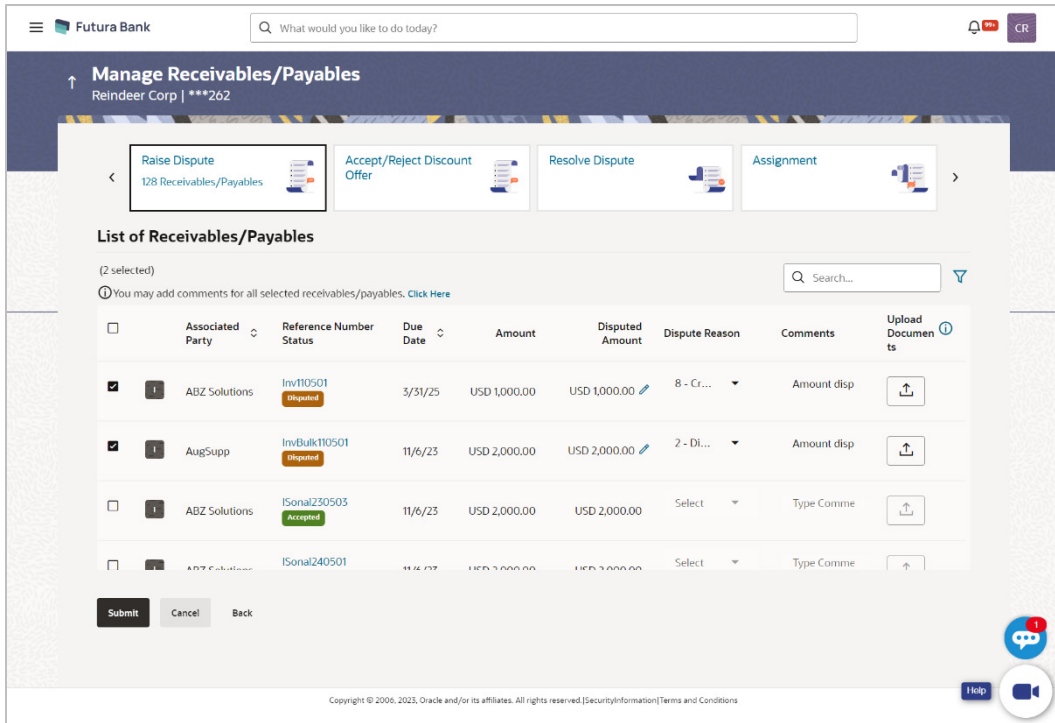 Futura Bank
What would you like to do today?
99+
CR
Manage Receivables/Payables
Reindeer Corp | ***262
Raise Dispute
128 Receivables/Payables
Accept/Reject Discount
Offer
Resolve Dispute
Assignment
List of Receivables/Payables
(2 selected)
Search...
You may add comments for all selected receivables/payables. Click Here
Associated
Party
Reference Number
Status
Due
Date
Amount
Disputed
Amount
Dispute Reason
Comments
Upload
Documen
ts
I
ABZ Solutions
Inv110501
Disputed
3/31/25
USD 1,000.00
USD 1,000.00
8 - Cr...
Amount disp
I
AugSupp
InvBulk110501
Disputed
11/6/23
USD 2,000.00
USD 2,000.00
2 - Di...
Amount disp
I
ABZ Solutions
ISonal230503
Accepted
11/6/23
USD 2,000.00
USD 2,000.00
Select
Type Comme
ISonal240501
Select
Type Comme
Submit
Cancel
Back
1
Help
Copyright © 2006, 2023, Oracle and/or its affiliates. All rights reserved.|SecurityInformation|Terms and Conditions